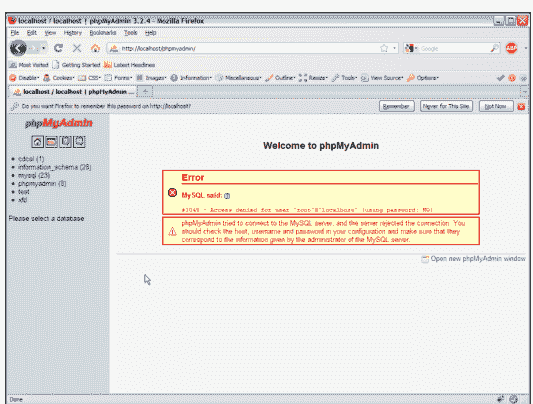 localhost / localhost | phpMyAdmin 3.2.4 - Mozilla Firefox
File Edit View History Bookmarks Tools Help
http://localhost/phpmyadmin/
Google
ABP
Most Visited Getting Started Latest Headlines
Disable Cookies CSS Forms Images Information Miscellaneous Outline Resize Tools View Source Options
localhost / localhost | phpMyAdmin ...
Do you want Firefox to remember this password on http://localhost?
Remember Never for This Site Not Now
phpMyAdmin
Welcome to phpMyAdmin
cdcol (1)
information_schema (28)
mysql (23)
phpmyadmin (8)
test
Please select a database
Error
MySQL said:
#1045 - Access denied for user 'root'@'localhost' (using password: NO)
phpMyAdmin tried to connect to the MySQL server, and the server rejected the connection. You
should check the host, username and password in your configuration and make sure that they
correspond to the information given by the administrator of the MySQL server.
Open new phpMyAdmin window
Done